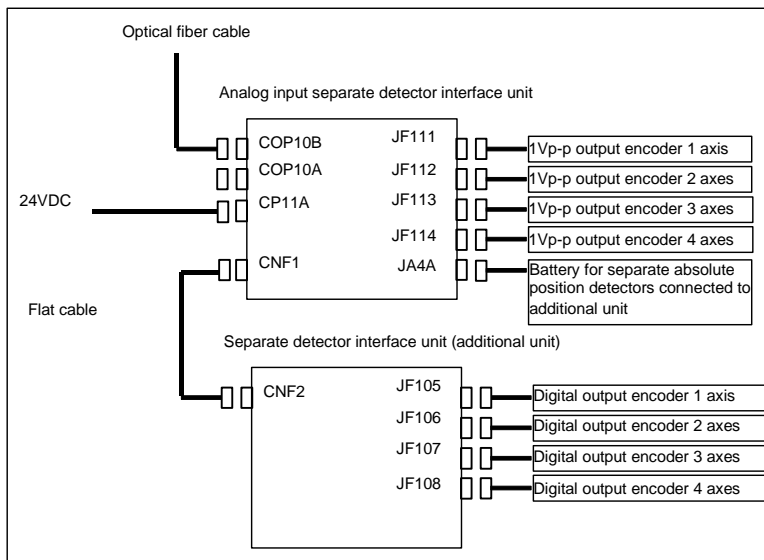 Optical fiber cable
Analog input separate detector interface unit
COP10B
JF111
1Vp-p output encoder 1 axis
COP10A
JF112
1Vp-p output encoder 2 axes
24VDC
CP11A
JF113
1Vp-p output encoder 3 axes
JF114
1Vp-p output encoder 4 axes
CNF1
JA4A
Battery for separate absolute
position detectors connected to
additional unit
Flat cable
Separate detector interface unit (additional unit)
CNF2
JF105
Digital output encoder 1 axis
JF106
Digital output encoder 2 axes
JF107
Digital output encoder 3 axes
JF108
Digital output encoder 4 axes